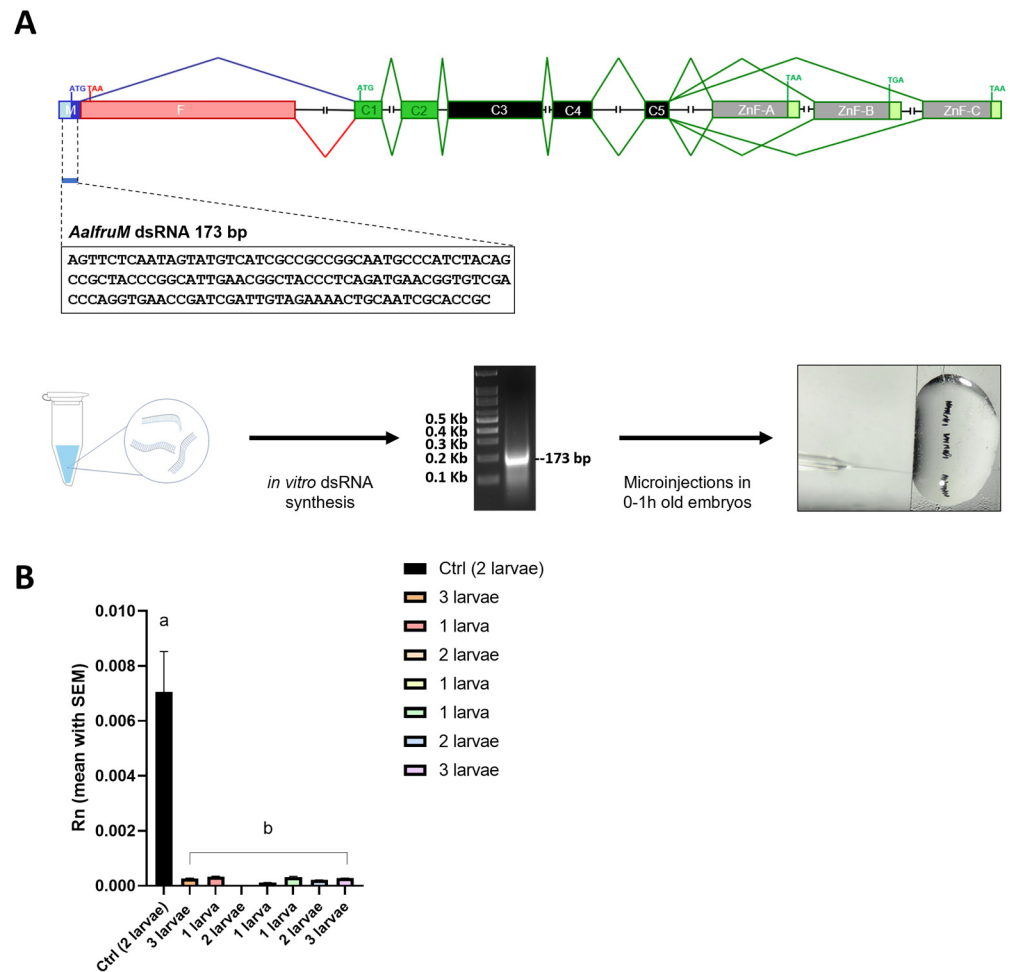 A
ATG TAA ATG TAA TGA TAA
M F C1 C2 C3 C4 C5 ZnF-A ZnF-B ZnF-C
AalfruM dsRNA 173 bp
AGTTCTCAATAGTATGTCATCGCCGCCGGCAATGCCCATCTACAG
CCGCTACCCGGCATTGAACGGCTACCCTCAGATGAACGGTGTCGA
CCCAGGTGAACCGATCGATTGTAGAAAACTGCAATCGCACCGC
in vitro dsRNA
synthesis
0.5 Kb
0.4 Kb
0.3 Kb
0.2 Kb
0.1 Kb
--173 bp
Microinjections in
0-1h old embryos
B
Ctrl (2 larvae)
3 larvae
1 larva
2 larvae
1 larva
1 larva
2 larvae
3 larvae
Rn (mean with SEM)
0.010
0.008
0.006
0.004
0.002
0.000
a
b
Ctrl (2 larvae)
3 larvae
1 larva
2 larvae
1 larva
1 larva
2 larvae
3 larvae